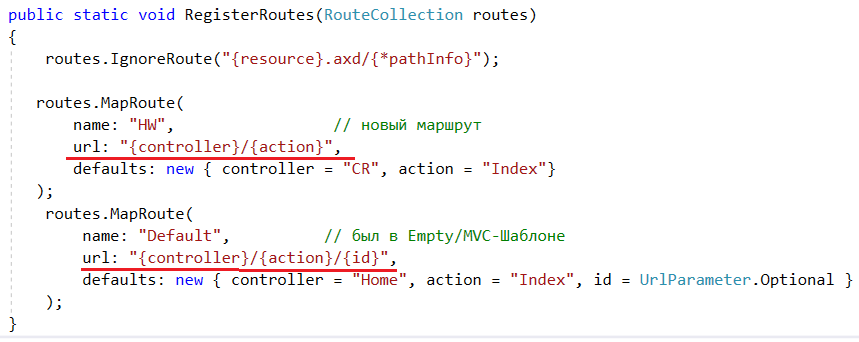 public static void RegisterRoutes(RouteCollection routes)
{
routes.IgnoreRoute("{resource}.axd/{*pathInfo}");
routes.MapRoute(
name: "HW", // новый маршрут
url: "{controller}/{action}",
defaults: new { controller = "CR", action = "Index"}
);
routes.MapRoute(
name: "Default", // был в Empty/MVC-Шаблоне
url: "{controller}/{action}/{id}",
defaults: new { controller = "Home", action = "Index", id = UrlParameter.Optional }
);
}